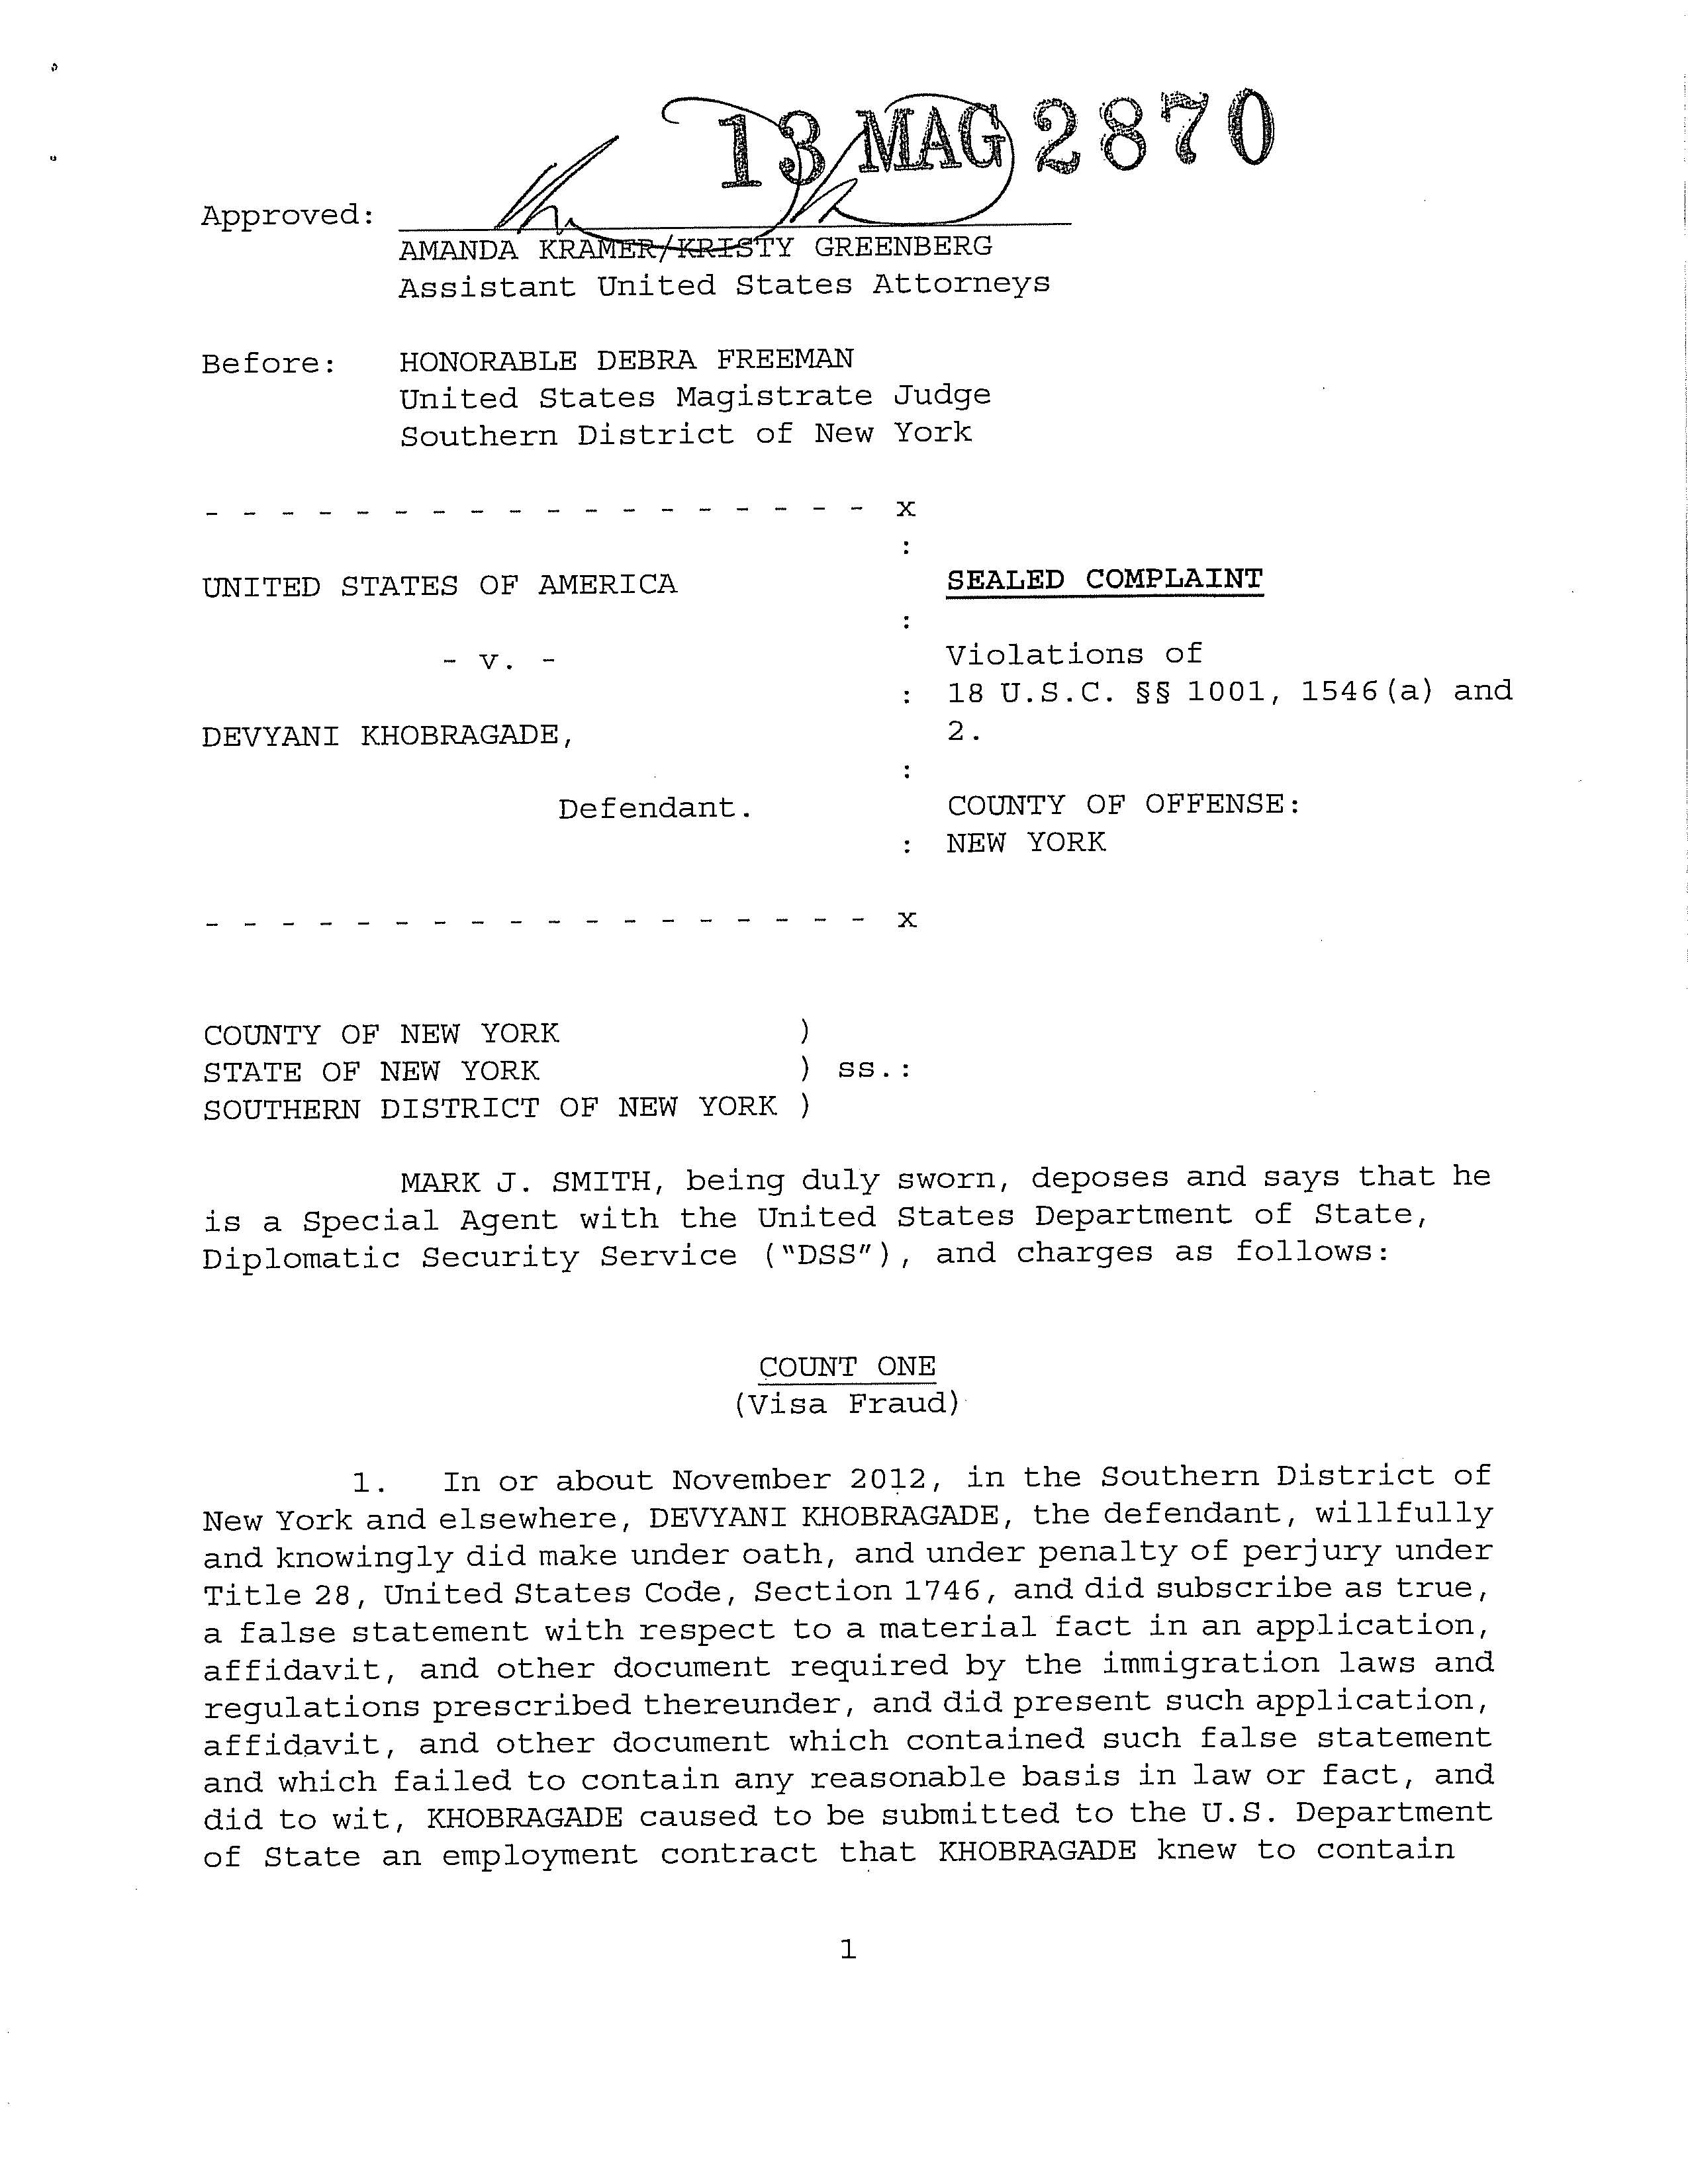 13 MAG 2870
Approved:
AMANDA KRAMER/KRISTY GREENBERG
Assistant United States Attorneys
Before: HONORABLE DEBRA FREEMAN
United States Magistrate Judge
Southern District of New York
- - - - - - - - - - - - - - - - - - x
:
UNITED STATES OF AMERICA SEALED COMPLAINT
:
- v. - Violations of
: 18 U.S.C. §§ 1001, 1546(a) and
DEVYANI KHOBRAGADE, 2.
:
Defendant. COUNTY OF OFFENSE:
: NEW YORK
- - - - - - - - - - - - - - - - - - x
COUNTY OF NEW YORK )
STATE OF NEW YORK ) ss.:
SOUTHERN DISTRICT OF NEW YORK )
MARK J. SMITH, being duly sworn, deposes and says that he
is a Special Agent with the United States Department of State,
Diplomatic Security Service ("DSS"), and charges as follows:
COUNT ONE
(Visa Fraud)
1. In or about November 2012, in the Southern District of
New York and elsewhere, DEVYANI KHOBRAGADE, the defendant, willfully
and knowingly did make under oath, and under penalty of perjury under
Title 28, United States Code, Section 1746, and did subscribe as true,
a false statement with respect to a material fact in an application,
affidavit, and other document required by the immigration laws and
regulations prescribed thereunder, and did present such application,
affidavit, and other document which contained such false statement
and which failed to contain any reasonable basis in law or fact, and
did to wit, KHOBRAGADE caused to be submitted to the U.S. Department
of State an employment contract that KHOBRAGADE knew to contain
1